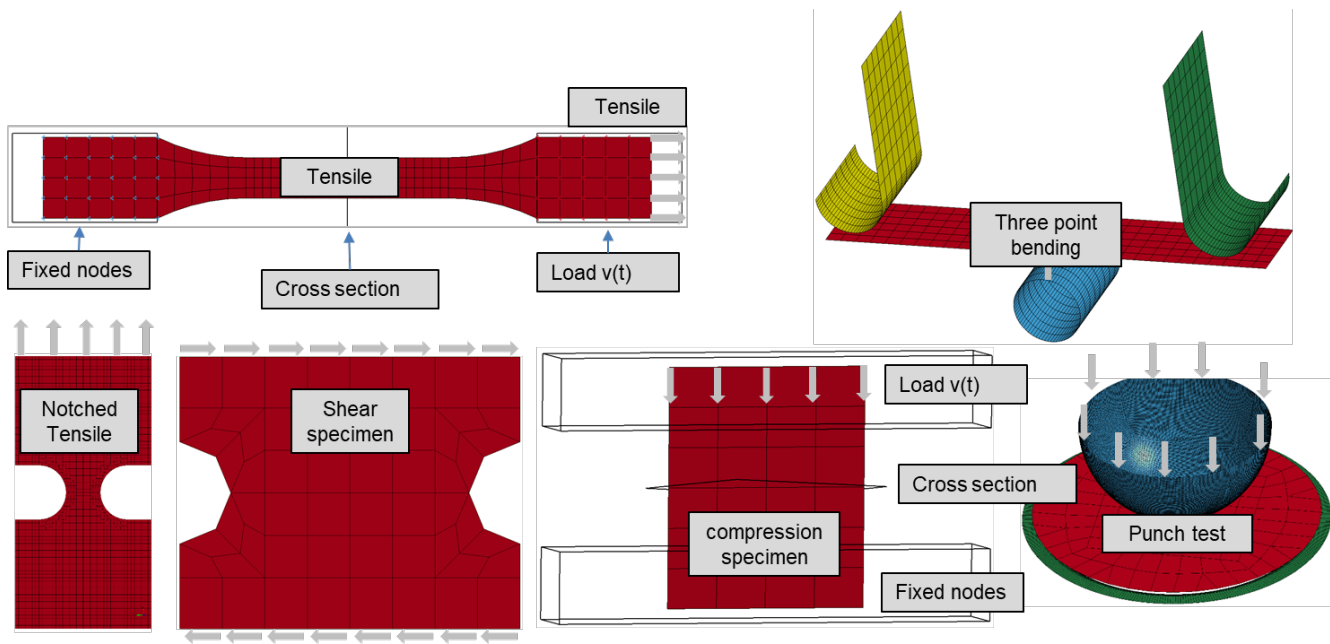 Tensile
Tensile
Fixed nodes
Cross section
Load v(t)
Three point
bending
Notched
Tensile
Shear
specimen
Load v(t)
Cross section
compression
specimen
Fixed nodes
Punch test